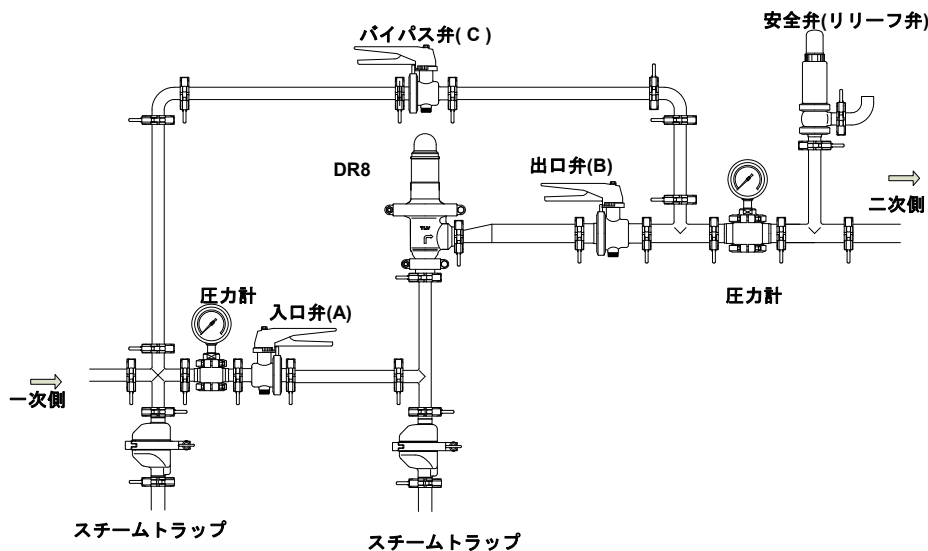 安全弁(リリーフ弁)
バイパス弁( C )
DR8
出口弁(B)
二次側
TLV
圧力計
圧力計
入口弁(A)
一次側
スチームトラップ
スチームトラップ